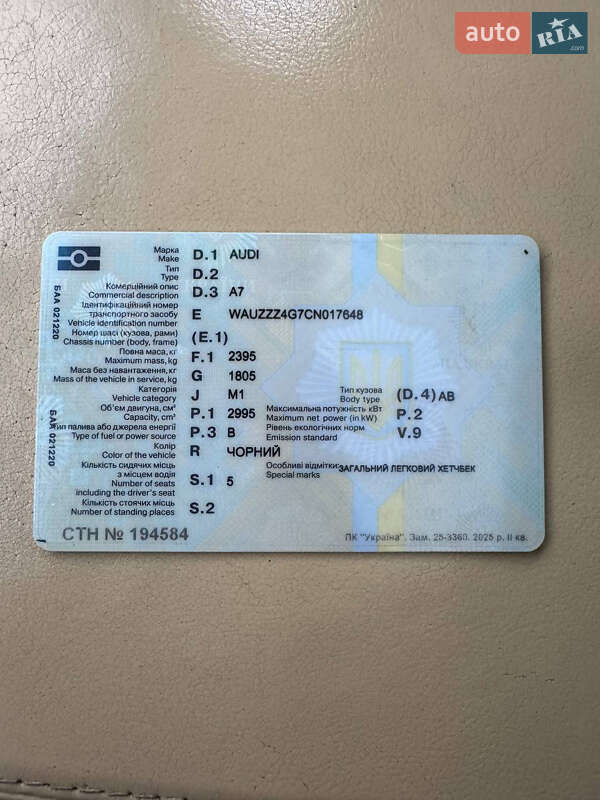 auto RIA .com
Марка D.1 AUDI
Make
Тип D.2
Type
Комерційний опис D.3 A7
Commercial description
Ідентифікаційний номер
транспортного засобу E WAUZZZ4G7CN017648
Vehicle identification number
Номер шасі (кузова, рами) (E.1)
Chassis number (body, frame)
Повна маса, кг F.1 2395
Maximum mass, kg
Маса без навантаження, кг G 1805
Mass of the vehicle in service, kg
Категорія J M1 Тип кузова (D.4) AB
Vehicle category Body type
Об'єм двигуна, см³ P.1 2995 Максимальна потужність кВт P.2
Capacity, cm³ Maximum net power (in kW)
Тип палива або джерела енергії P.3 B Рівень екологічних норм V.9
Type of fuel or power source Emission standard
Колір R ЧОРНИЙ
Color of the vehicle
Кількість сидячих місць Особливі відмітки ЗАГАЛЬНИЙ ЛЕГКОВИЙ ХЕТЧБЕК
з місцем водія S.1 5 Special marks
Number of seats
including the driver's seat
Кількість стоячих місць S.2
Number of standing places
СТН № 194584
ПК "Україна". Зам. 25-3360. 2025 р. ІІ кв.
БАА 021220
БАА 021220